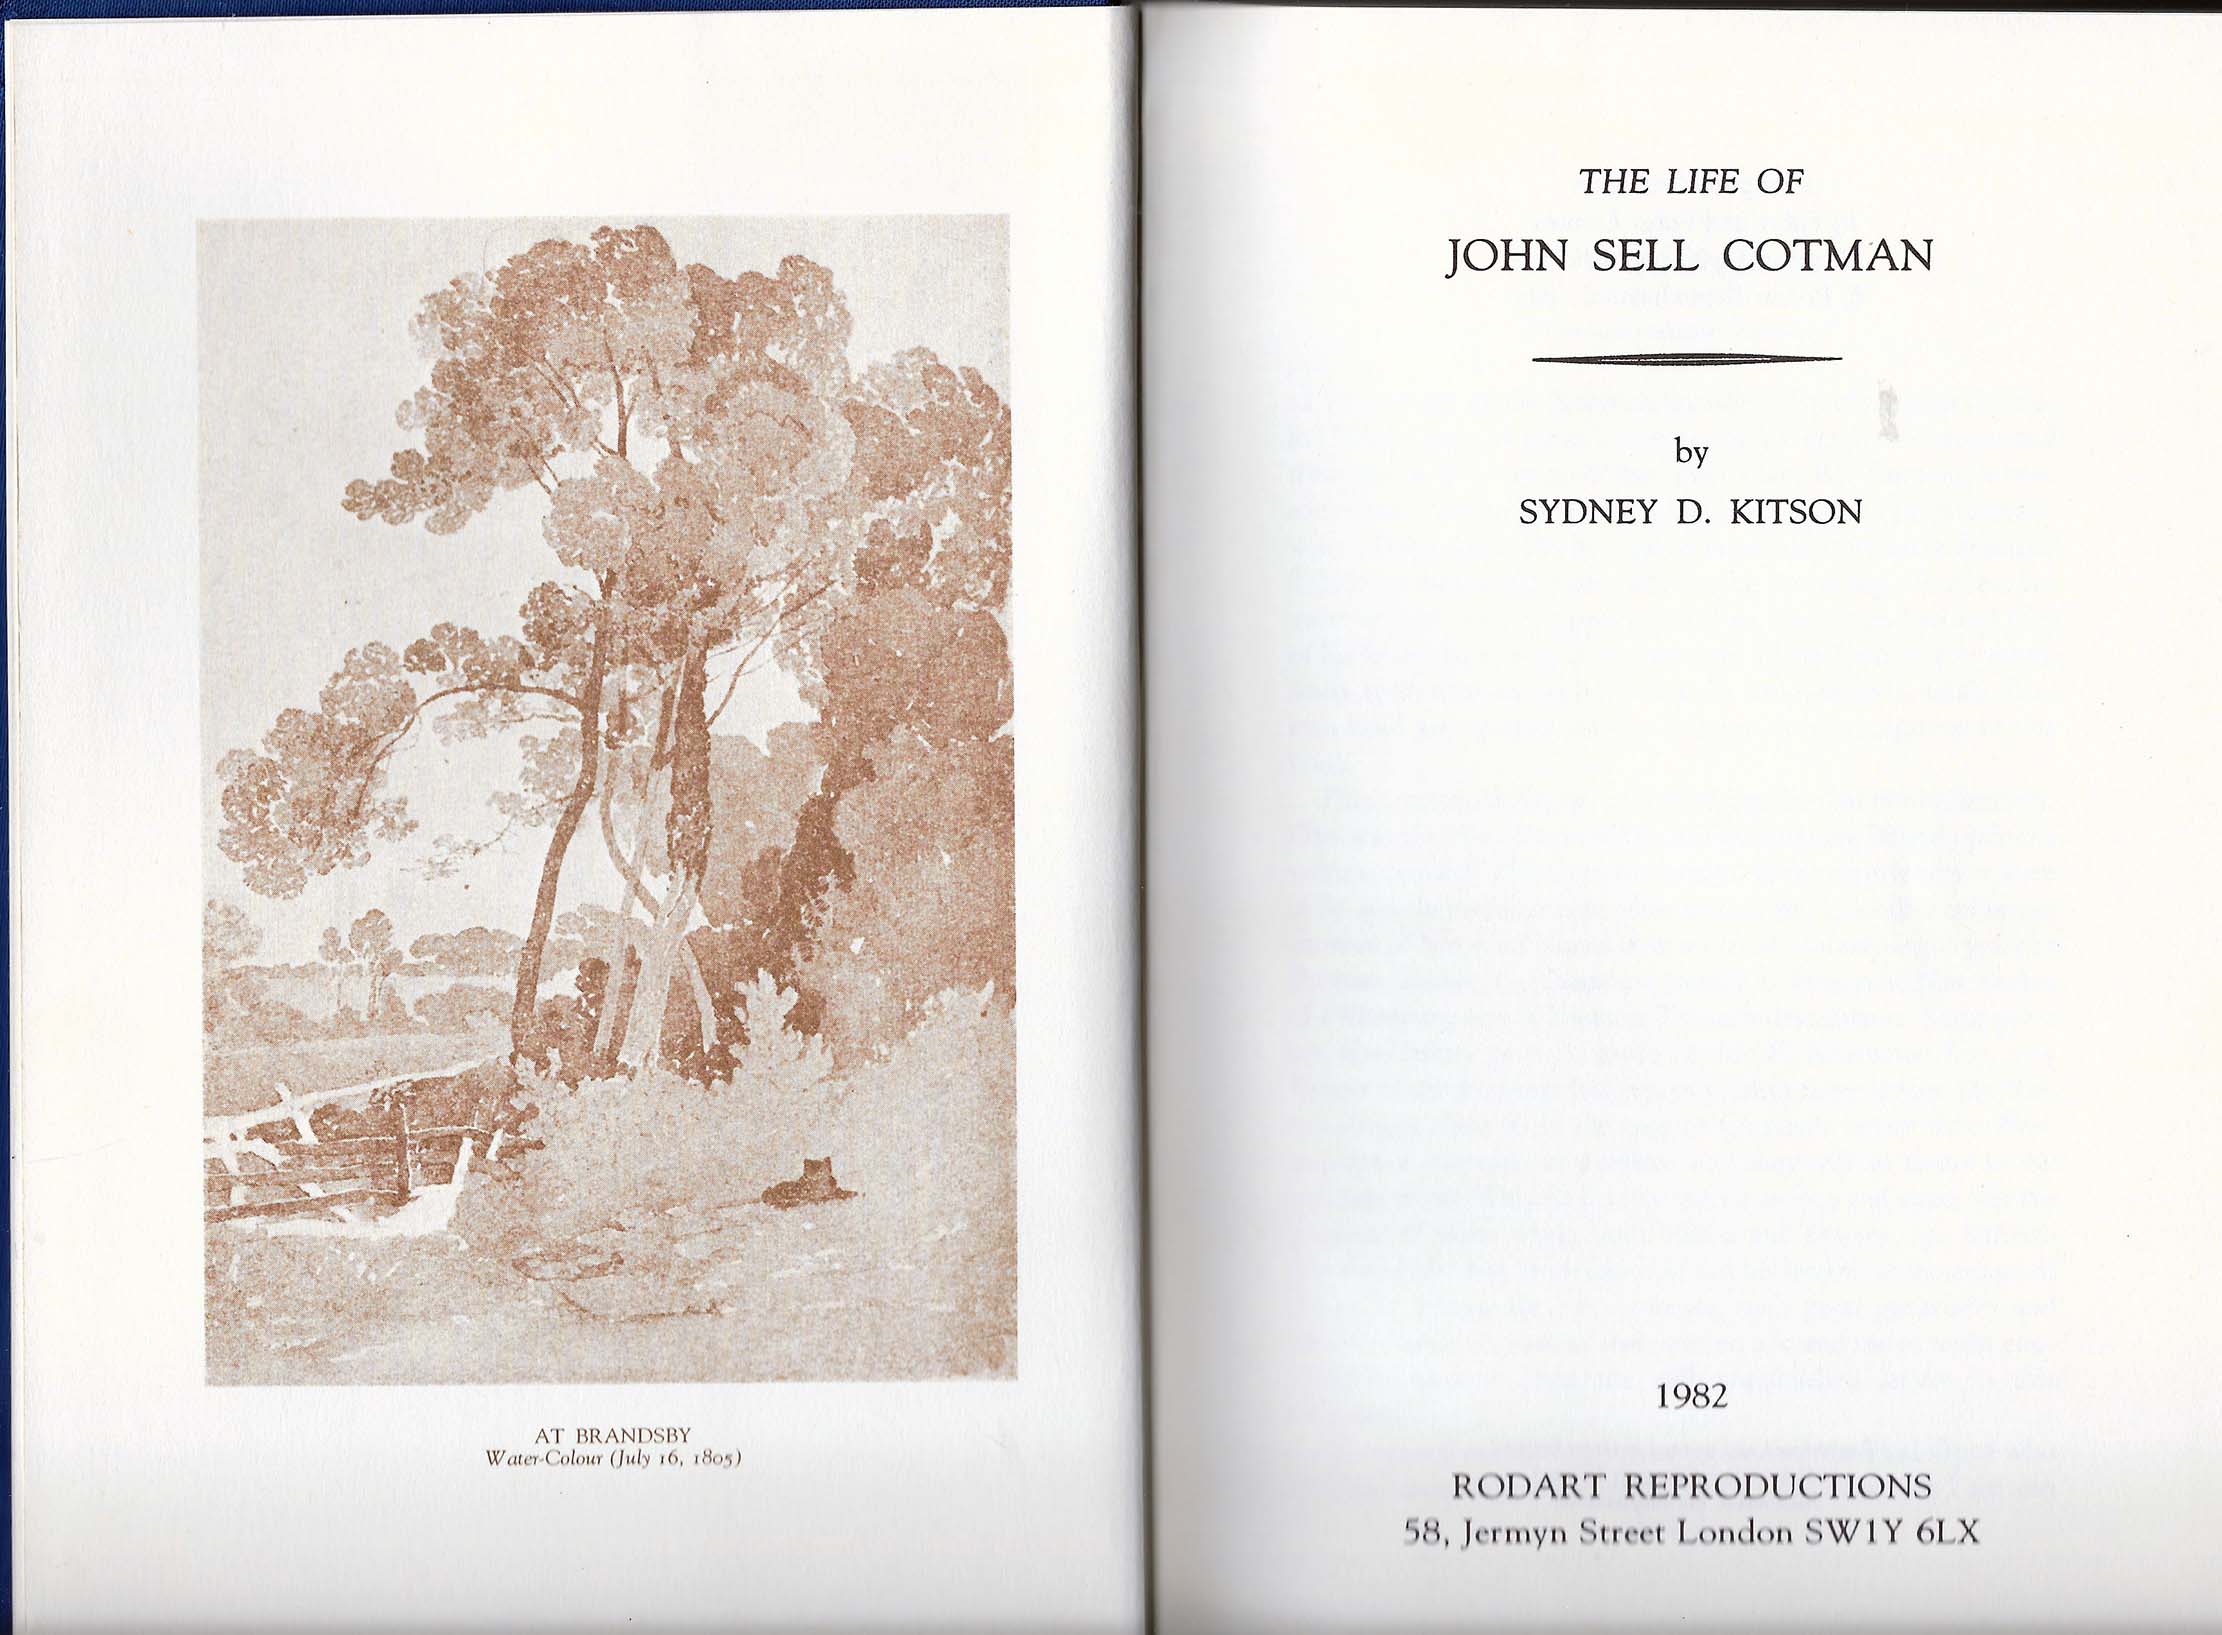 AT BRANDSBY
Water-Colour (July 16, 1805)
THE LIFE OF
JOHN SELL COTMAN
by
SYDNEY D. KITSON
1982
RODART REPRODUCTIONS
58, Jermyn Street London SW1Y 6LX